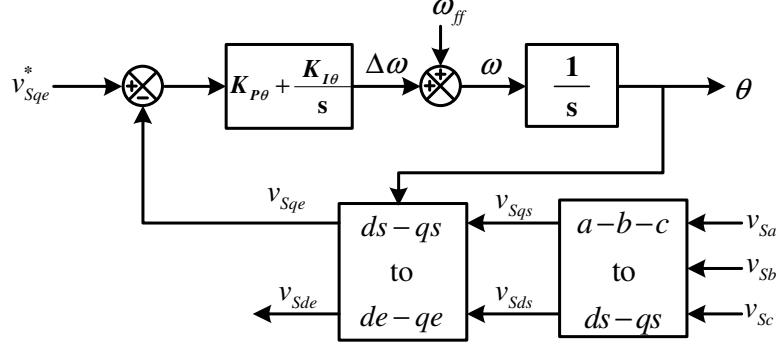 ω_ff
v*_Sqe
+
−
K_Pθ + K_Iθ/s
Δω
+
+
ω
1/s
θ
v_Sqe
ds − qs
to
de − qe
v_Sqs
a − b − c
to
ds − qs
v_Sa
v_Sb
v_Sc
v_Sde
v_Sds